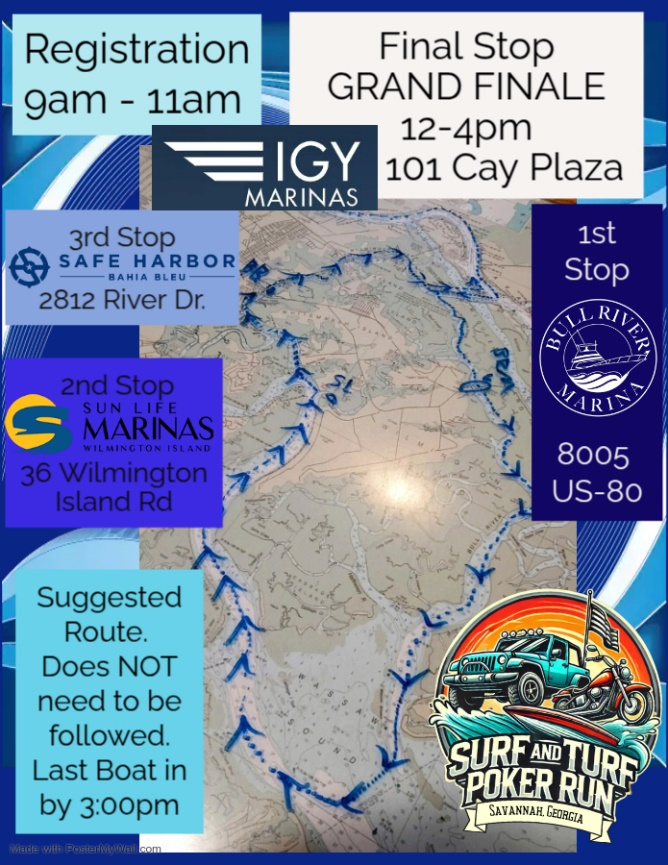 Registration
9am - 11am
Final Stop
GRAND FINALE
12-4pm
101 Cay Plaza
IGY
MARINAS
3rd Stop
SAFE HARBOR
BAHIA BLEU
2812 River Dr.
1st
Stop
BULL RIVER
MARINA
8005
US-80
2nd Stop
SUN LIFE
MARINAS
WILMINGTON ISLAND
36 Wilmington
Island Rd
Suggested
Route.
Does NOT
need to be
followed.
Last Boat in
by 3:00pm
SURF AND TURF
POKER RUN
SAVANNAH, GEORGIA
Made with PosterMyWall.com